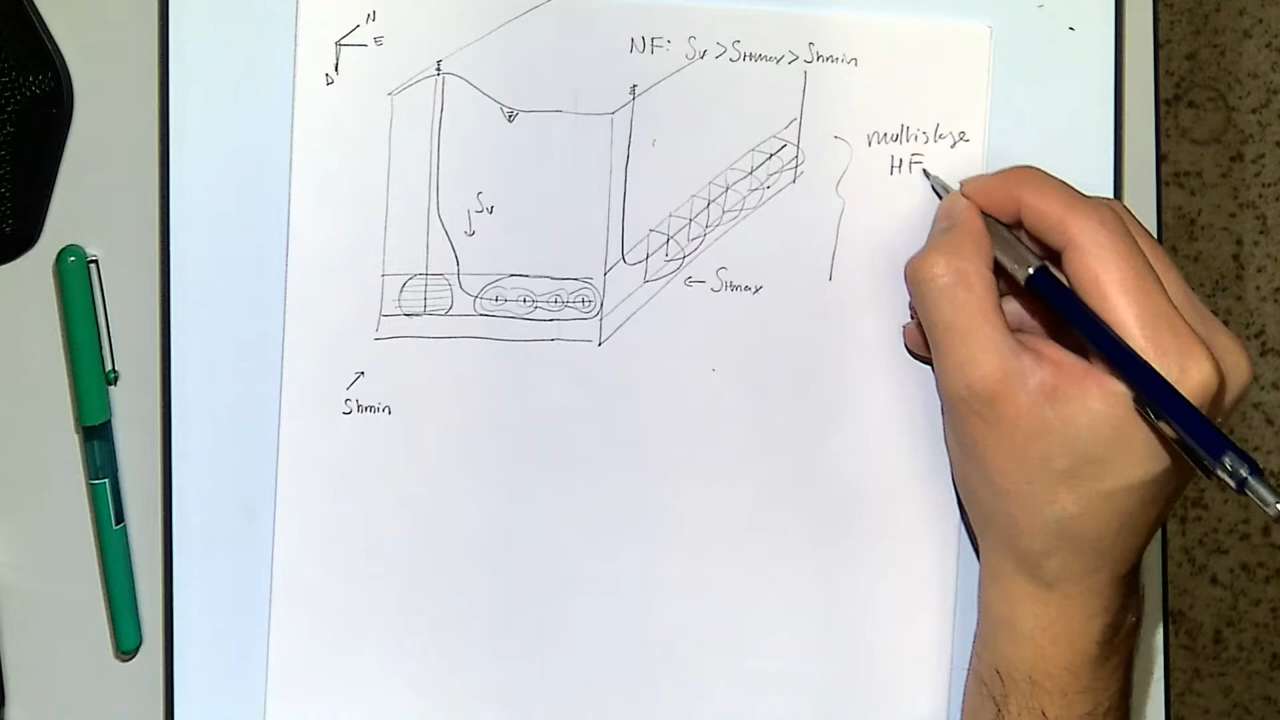 N
E
D
NF: Sv > SHmax > Shmin
multistage
HF
Sv
← SHmax
Shmin